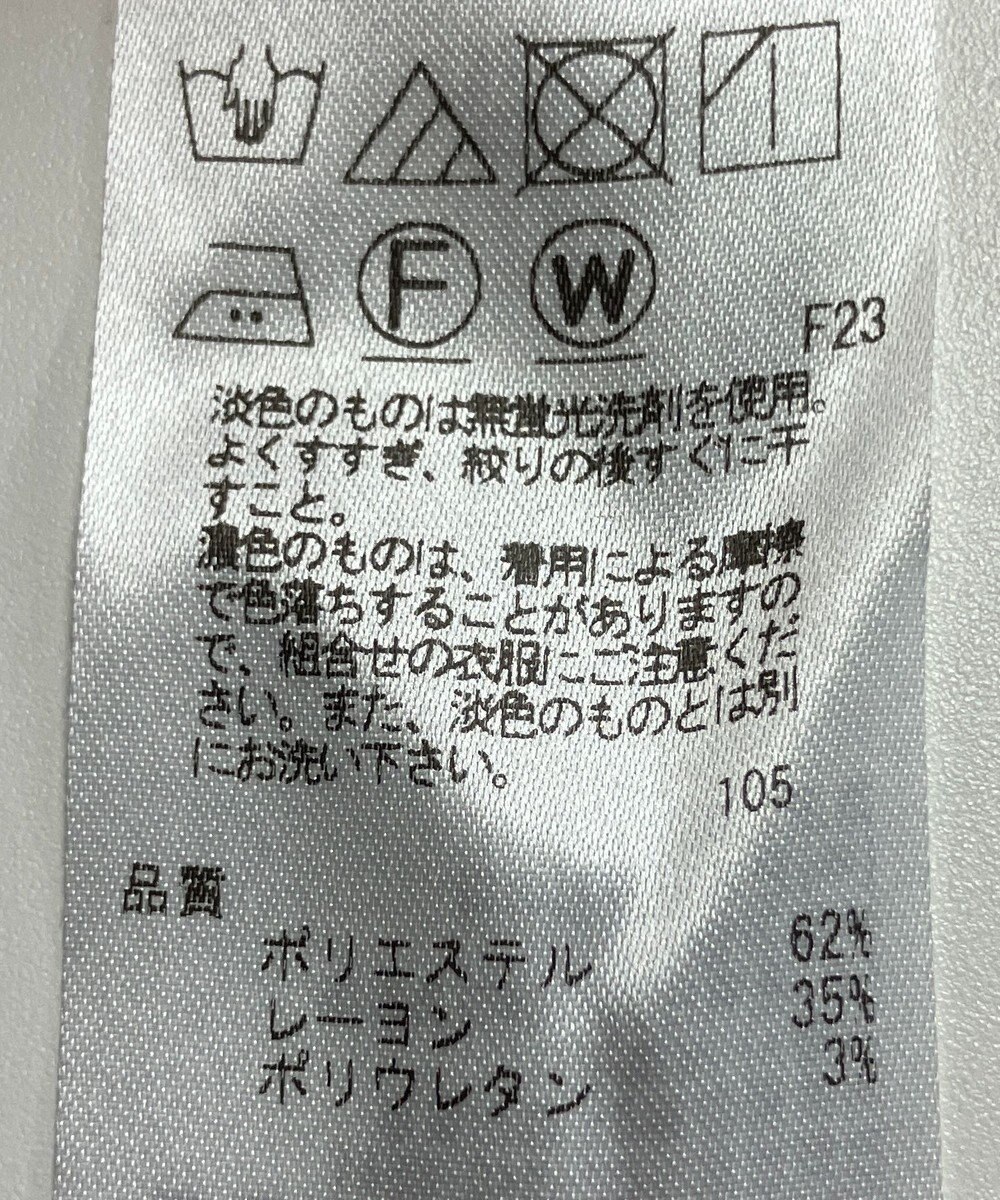 F
W
F23
淡色のものは無蛍光洗剤を使用。
よくすすぎ、絞りの後すぐに干
すこと。
濃色のものは、着用による摩擦
で色落ちすることがありますの
で、組合せの衣服にご注意くだ
さい。また、淡色のものとは別
にお洗い下さい。
105
品質
ポリエステル 62%
レーヨン 35%
ポリウレタン 3%